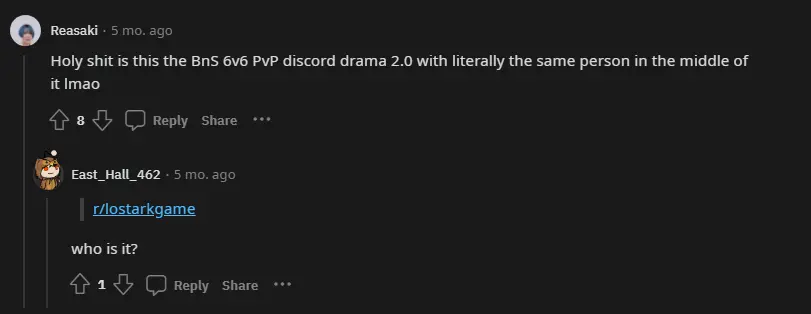 Reasaki · 5 mo. ago
Holy shit is this the BnS 6v6 PvP discord drama 2.0 with literally the same person in the middle of
it lmao
8 Reply Share ···
East_Hall_462 · 5 mo. ago
r/lostarkgame
who is it?
1 Reply Share ···